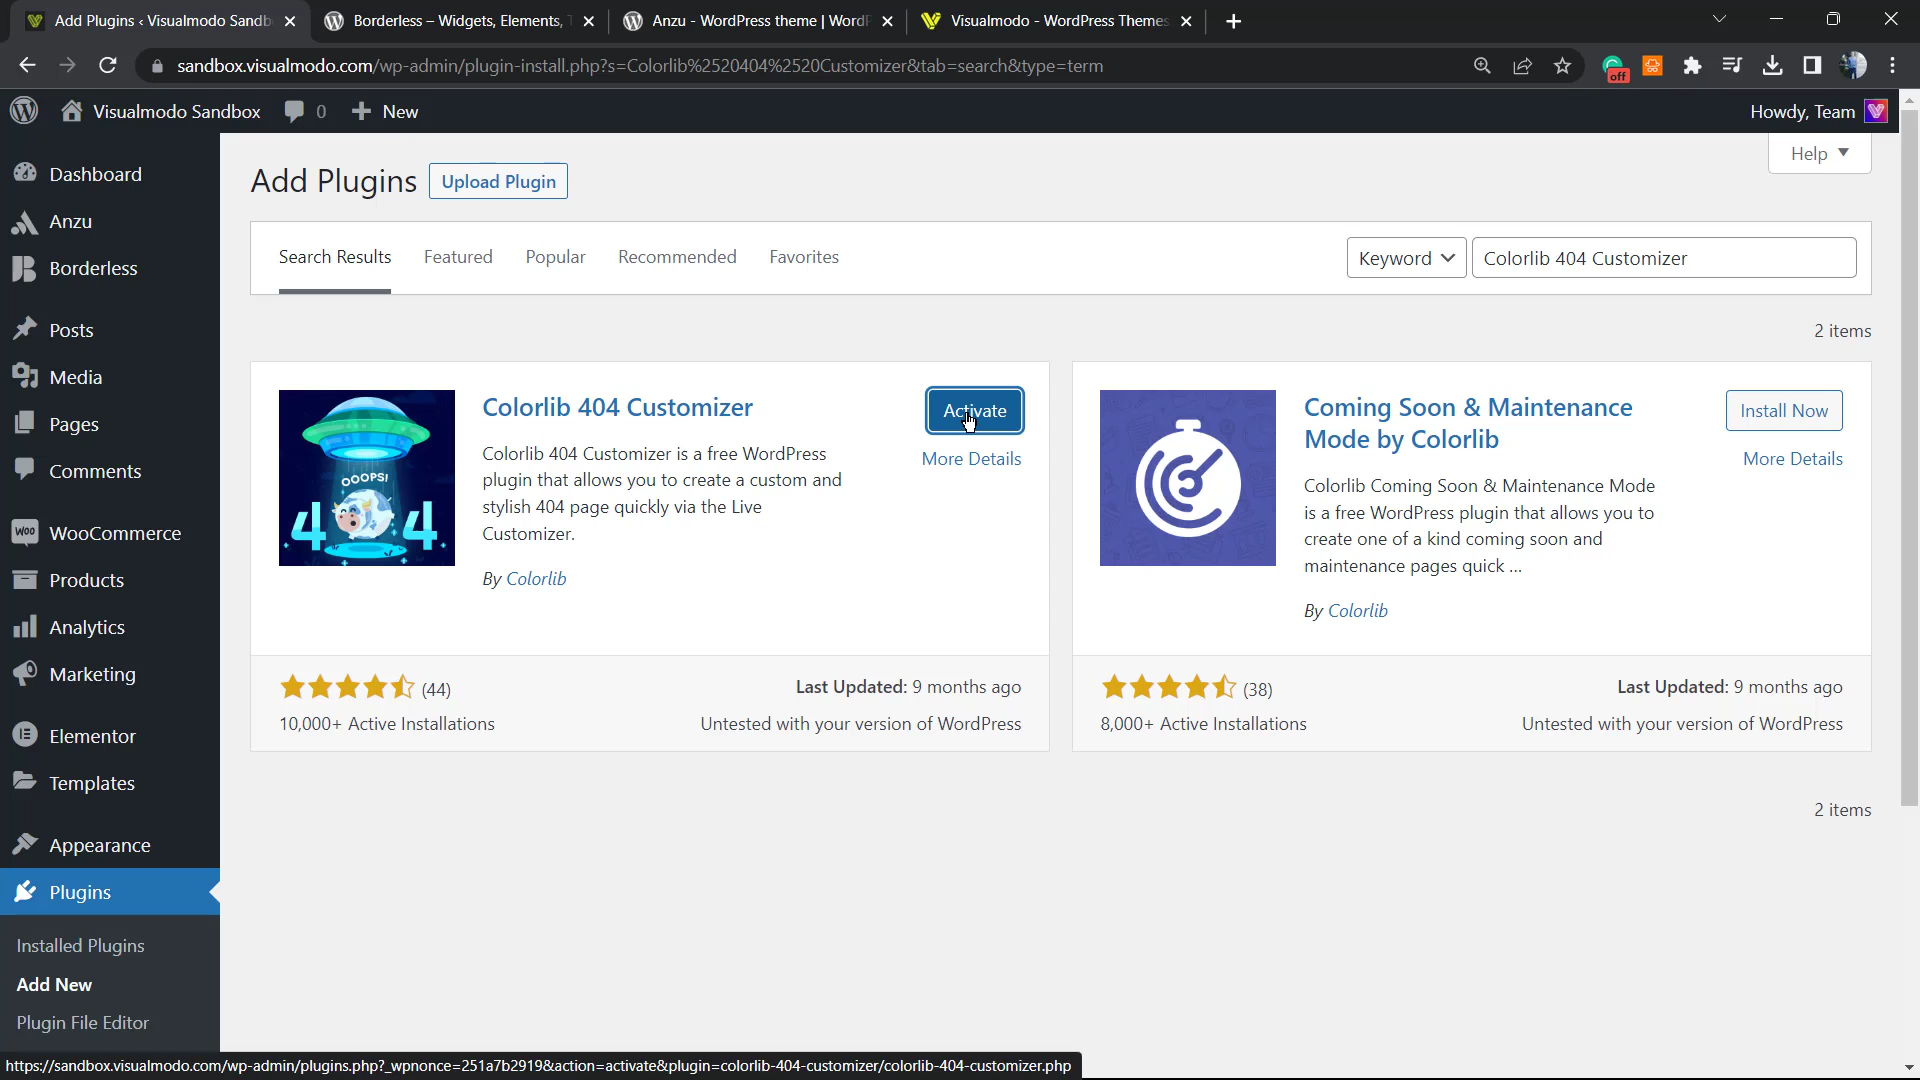 Add Plugins ‹ Visualmodo Sandb
Borderless – Widgets, Elements, T
Anzu - WordPress theme | WordP
Visualmodo - WordPress Themes
sandbox.visualmodo.com/wp-admin/plugin-install.php?s=Colorlib%2520404%2520Customizer&tab=search&type=term
off
Visualmodo Sandbox
0
New
Howdy, Team
Dashboard
Anzu
Borderless
Posts
Media
Pages
Comments
WooCommerce
Products
Analytics
Marketing
Elementor
Templates
Appearance
Plugins
Installed Plugins
Add New
Plugin File Editor
Help
Add Plugins
Upload Plugin
Search Results
Featured
Popular
Recommended
Favorites
Keyword
Colorlib 404 Customizer
2 items
OOOPS!
4 4
Colorlib 404 Customizer
Activate
More Details
Colorlib 404 Customizer is a free WordPress
plugin that allows you to create a custom and
stylish 404 page quickly via the Live
Customizer.
By Colorlib
(44)
Last Updated: 9 months ago
10,000+ Active Installations
Untested with your version of WordPress
Coming Soon & Maintenance
Mode by Colorlib
Install Now
More Details
Colorlib Coming Soon & Maintenance Mode
is a free WordPress plugin that allows you to
create one of a kind coming soon and
maintenance pages quick ...
By Colorlib
(38)
Last Updated: 9 months ago
8,000+ Active Installations
Untested with your version of WordPress
2 items
https://sandbox.visualmodo.com/wp-admin/plugins.php?_wpnonce=251a7b2919&action=activate&plugin=colorlib-404-customizer/colorlib-404-customizer.php